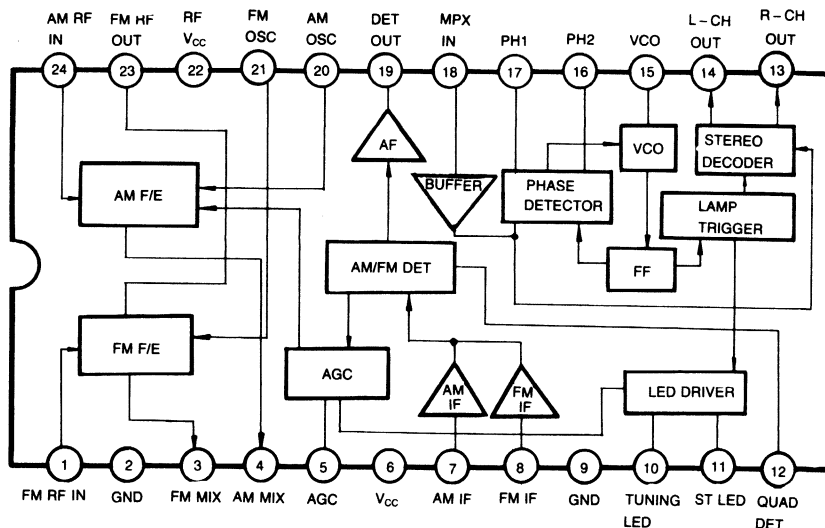 AM RF
IN
FM RF
OUT
RF
VCC
FM
OSC
AM
OSC
DET
OUT
MPX
IN
PH1
PH2
VCO
L-CH
OUT
R-CH
OUT
24
23
22
21
20
19
18
17
16
15
14
13
AF
AM F/E
BUFFER
PHASE
DETECTOR
VCO
STEREO
DECODER
LAMP
TRIGGER
AM/FM DET
FF
FM F/E
AGC
AM
IF
FM
IF
LED DRIVER
1
2
3
4
5
6
7
8
9
10
11
12
FM RF IN
GND
FM MIX
AM MIX
AGC
VCC
AM IF
FM IF
GND
TUNING
LED
ST LED
QUAD
DET